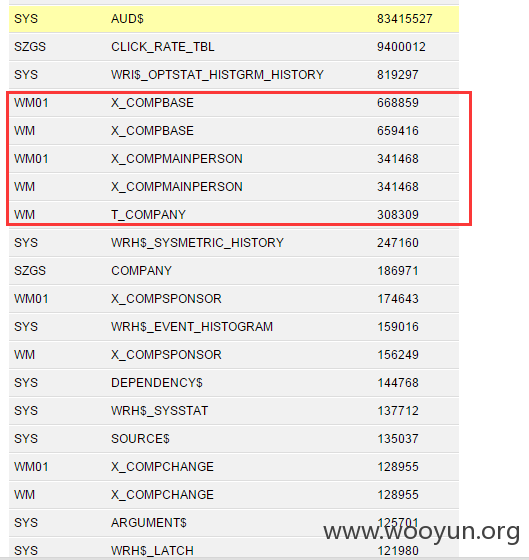 SYS AUD$ 83415527
SZGS CLICK_RATE_TBL 9400012
SYS WRI$_OPTSTAT_HISTGRM_HISTORY 819297
WM01 X_COMPBASE 668859
WM X_COMPBASE 659416
WM01 X_COMPMAINPERSON 341468
WM X_COMPMAINPERSON 341468
WM T_COMPANY 308309
SYS WRH$_SYSMETRIC_HISTORY 247160
SZGS COMPANY 186971
WM01 X_COMPSPONSOR 174643
SYS WRH$_EVENT_HISTOGRAM 159016
WM X_COMPSPONSOR 156249
SYS DEPENDENCY$ 144768
SYS WRH$_SYSSTAT 137712
SYS SOURCE$ 135037
WM01 X_COMPCHANGE 128955
WM X_COMPCHANGE 128955
SYS ARGUMENT$ 125701
www.wooyun.org
SYS WRH$_LATCH 121980